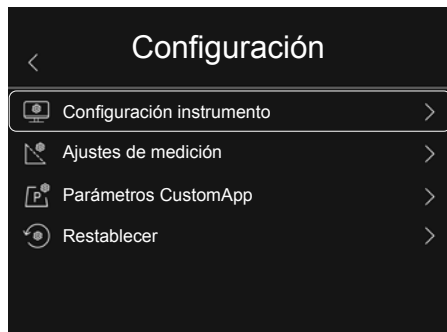 Configuración
Configuración instrumento
Ajustes de medición
Parámetros CustomApp
Restablecer